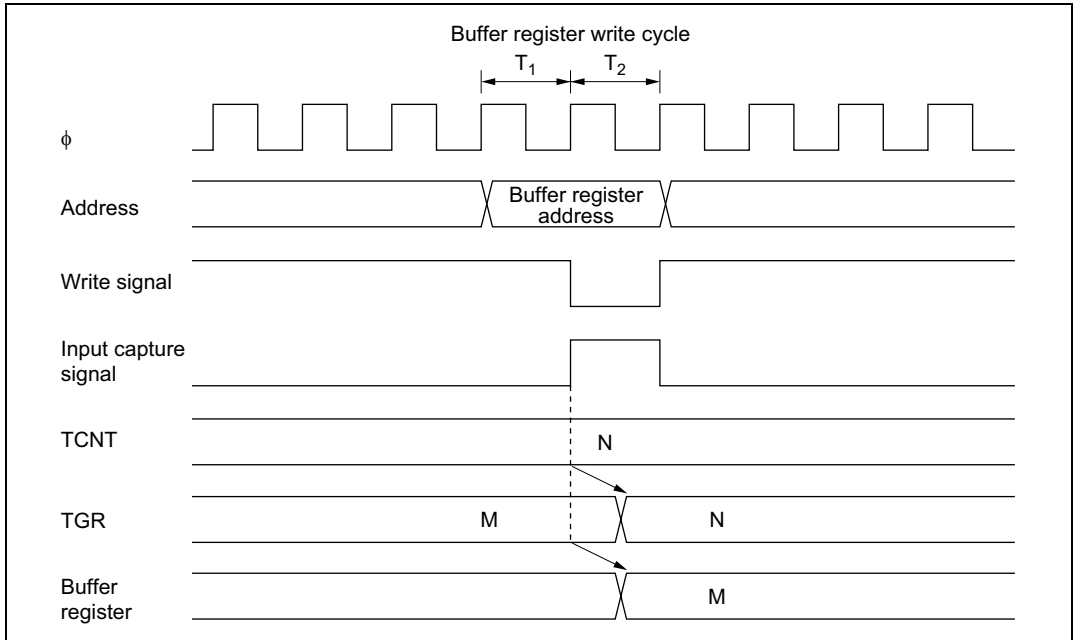 Buffer register write cycle
T₁ T₂
ϕ
Address
Buffer register
address
Write signal
Input capture
signal
TCNT
N
TGR
M
N
Buffer
register
M